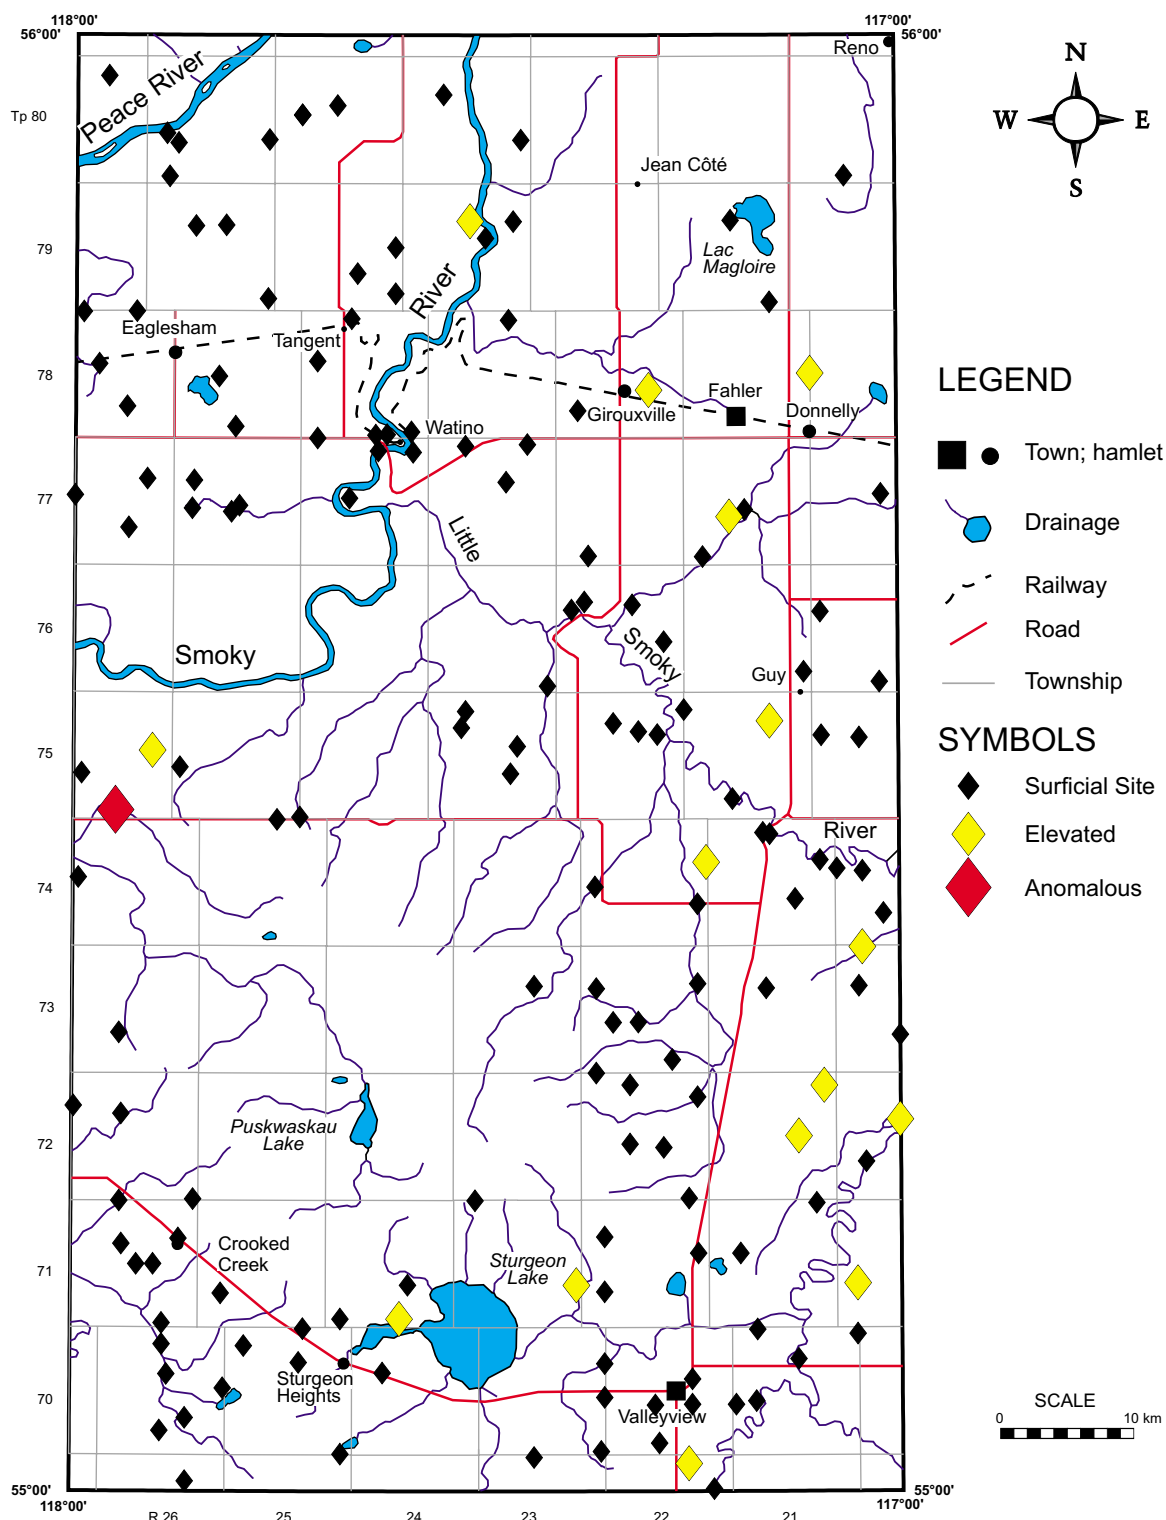 118°00'
117°00'
56°00'
56°00'
Reno
N
W
E
S
Peace River
Tp 80
Jean Côté
79
Lac
Magloire
River
Eaglesham
Tangent
78
Fahler
Girouxville
Donnelly
Watino
LEGEND
Town; hamlet
77
Little
Drainage
Railway
76
Smoky
Smoky
Road
Guy
Township
75
SYMBOLS
Surficial Site
River
Elevated
74
Anomalous
73
Puskwaskau
Lake
72
Crooked
Creek
Sturgeon
Lake
71
Sturgeon
Heights
70
Valleyview
SCALE
0
10 km
55°00'
55°00'
118°00'
117°00'
R 26
25
24
23
22
21